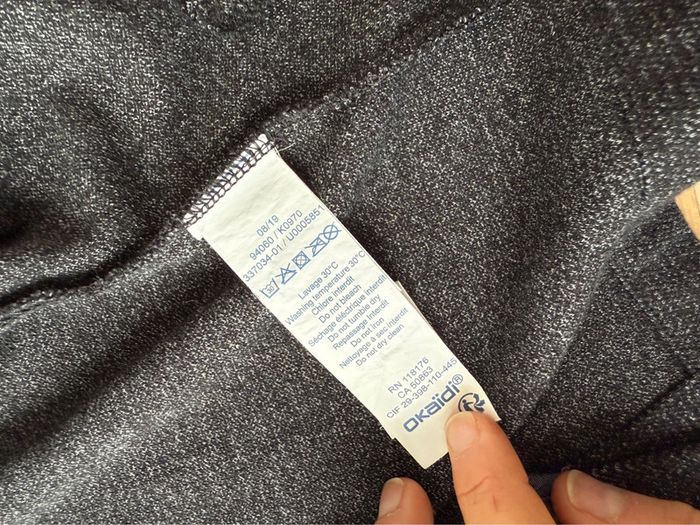 08/19
94060 / K0970
337034-01 / U0005851
Lavage 30°C
Washing temperature 30°C
Chlore interdit
Do not bleach
Séchage électrique interdit
Do not tumble dry
Repassage interdit
Do not iron
Nettoyage à sec interdit
Do not dry clean
RN 118176
CA 50863
CIF 29-398-110-445
OKAÏDI®